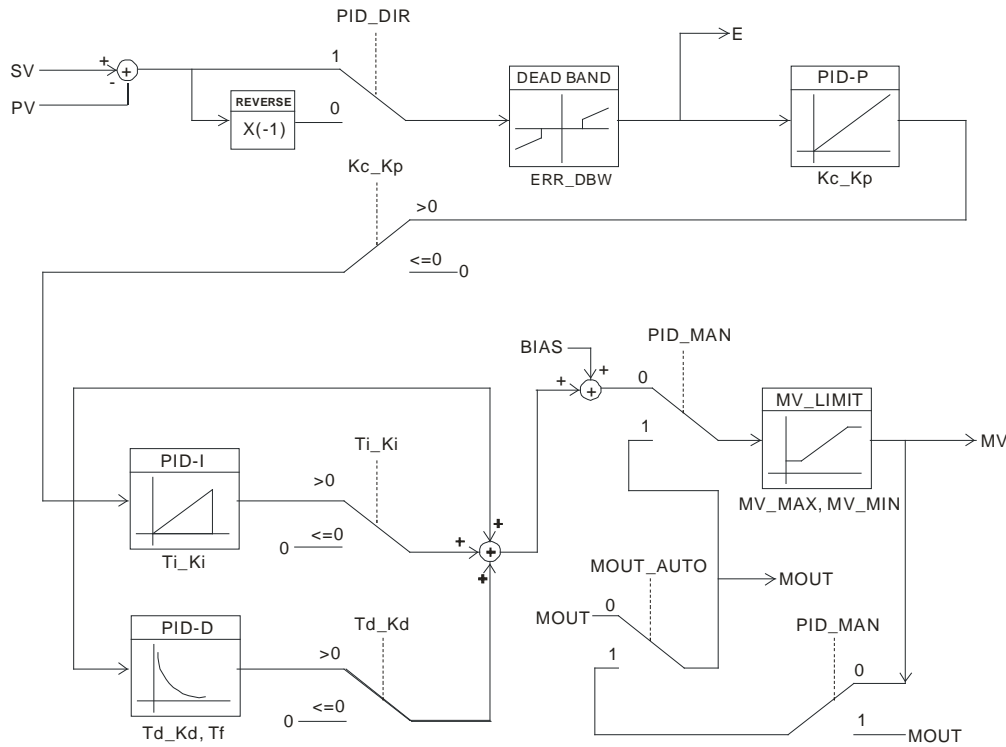 PID_DIR
E
SV
+
-
+
1
DEAD BAND
PID-P
PV
REVERSE
X(-1)
0
ERR_DBW
Kc_Kp
Kc_Kp
>0
<=0
0
BIAS
PID_MAN
+
+
+
0
MV_LIMIT
1
MV
PID-I
Ti_Ki
>0
MV_MAX, MV_MIN
0
<=0
+
+
+
+
Ti_Ki
MOUT_AUTO
MOUT
PID-D
Td_Kd
MOUT
0
PID_MAN
>0
1
0
0
<=0
1
MOUT
Td_Kd, Tf